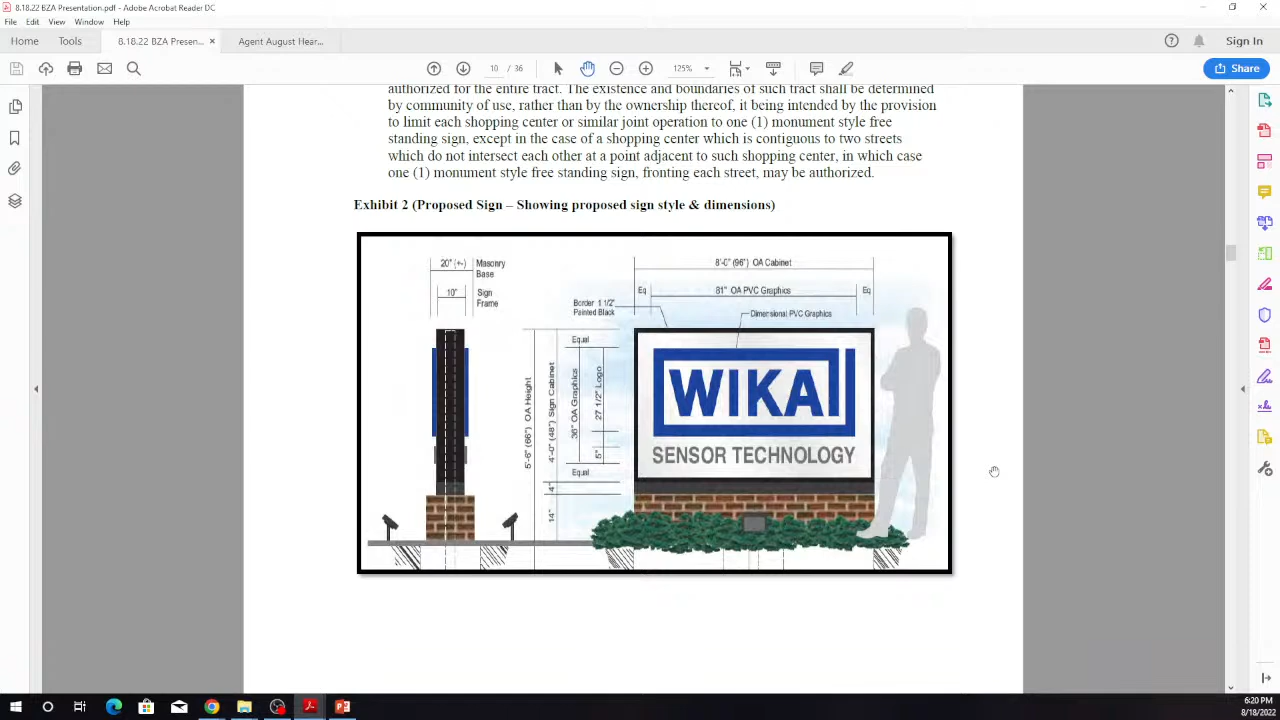 8.18.22 BZA Presentation.pdf - Adobe Acrobat Reader DC
File Edit View Window Help
Home Tools 8.18.22 BZA Presen... × Agent August Hear... Sign In
10 / 36 125% Share
authorized for the entire tract. The existence and boundaries of such tract shall be determined
by community of use, rather than by the ownership thereof, it being intended by the provision
to limit each shopping center or similar joint operation to one (1) monument style free
standing sign, except in the case of a shopping center which is contiguous to two streets
which do not intersect each other at a point adjacent to such shopping center, in which case
one (1) monument style free standing sign, fronting each street, may be authorized.
Exhibit 2 (Proposed Sign – Showing proposed sign style & dimensions)
20" (+-) Masonry
Base
10" Sign
Frame
8'-0" (96") OA Cabinet
Eq 81" OA PVC Graphics Eq
Border 1 1/2"
Painted Black
Dimensional PVC Graphics
Equal
5'-6" (66") OA Height
4'-0" (48") Sign Cabinet
36" OA Graphics
27 1/2" Logo
5"
Equal
4"
14"
WIKA
SENSOR TECHNOLOGY
6:20 PM
8/18/2022